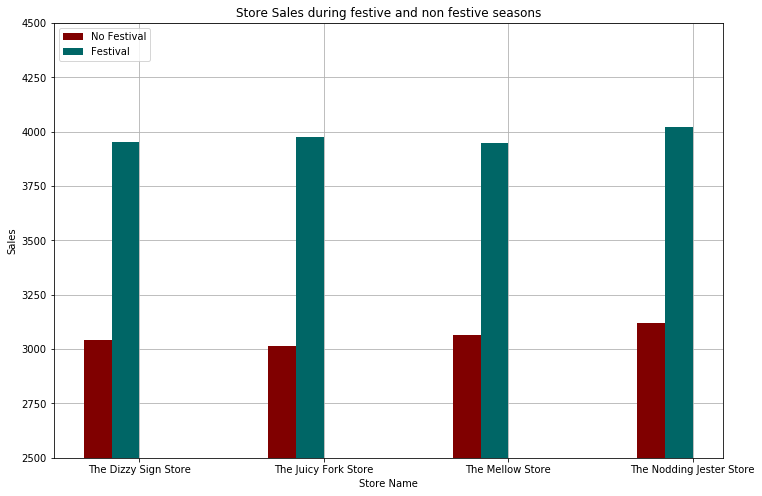 Store Sales during festive and non festive seasons
No Festival
Festival
4500
4250
4000
3750
3500
3250
3000
2750
2500
Sales
The Dizzy Sign Store
The Juicy Fork Store
The Mellow Store
The Nodding Jester Store
Store Name